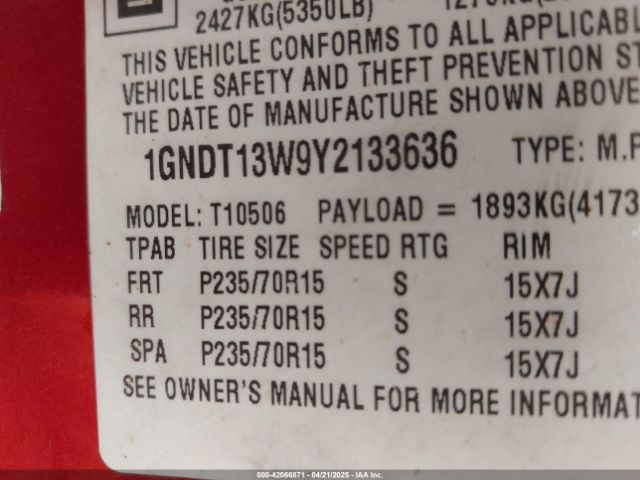 2427KG(5350LB)
THIS VEHICLE CONFORMS TO ALL APPLICABL
VEHICLE SAFETY AND THEFT PREVENTION ST
THE DATE OF MANUFACTURE SHOWN ABOVE
1GNDT13W9Y2133636 TYPE: M.P
MODEL: T10506 PAYLOAD = 1893KG(4173
TPAB TIRE SIZE SPEED RTG RIM
FRT P235/70R15 S 15X7J
RR P235/70R15 S 15X7J
SPA P235/70R15 S 15X7J
SEE OWNER'S MANUAL FOR MORE INFORMAT
000-42066871 - 04/21/2025 - IAA Inc.